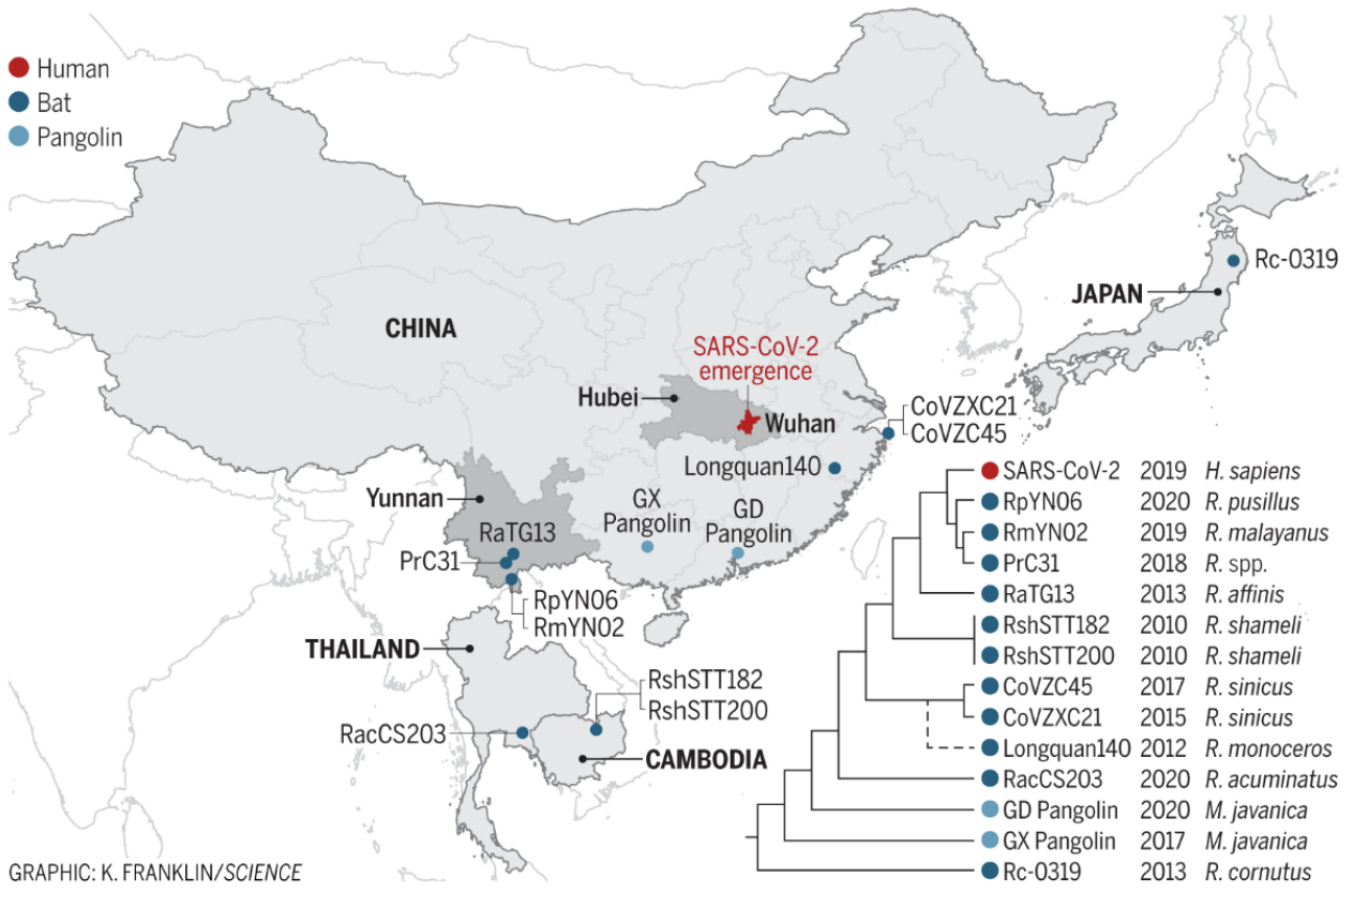 Human
Bat
Pangolin
Rc-0319
JAPAN
CHINA
SARS-CoV-2
emergence
Hubei
Wuhan
CoVZXC21
CoVZC45
Longquan140
Yunnan
GX
Pangolin
GD
Pangolin
RaTG13
PrC31
RpYN06
RmYN02
THAILAND
RshSTT182
RshSTT200
RacCS203
CAMBODIA
SARS-CoV-2 2019 H. sapiens
RpYN06 2020 R. pusillus
RmYN02 2019 R. malayanus
PrC31 2018 R. spp.
RaTG13 2013 R. affinis
RshSTT182 2010 R. shameli
RshSTT200 2010 R. shameli
CoVZC45 2017 R. sinicus
CoVZXC21 2015 R. sinicus
Longquan140 2012 R. monoceros
RacCS203 2020 R. acuminatus
GD Pangolin 2020 M. javanica
GX Pangolin 2017 M. javanica
Rc-0319 2013 R. cornutus
GRAPHIC: K. FRANKLIN/SCIENCE